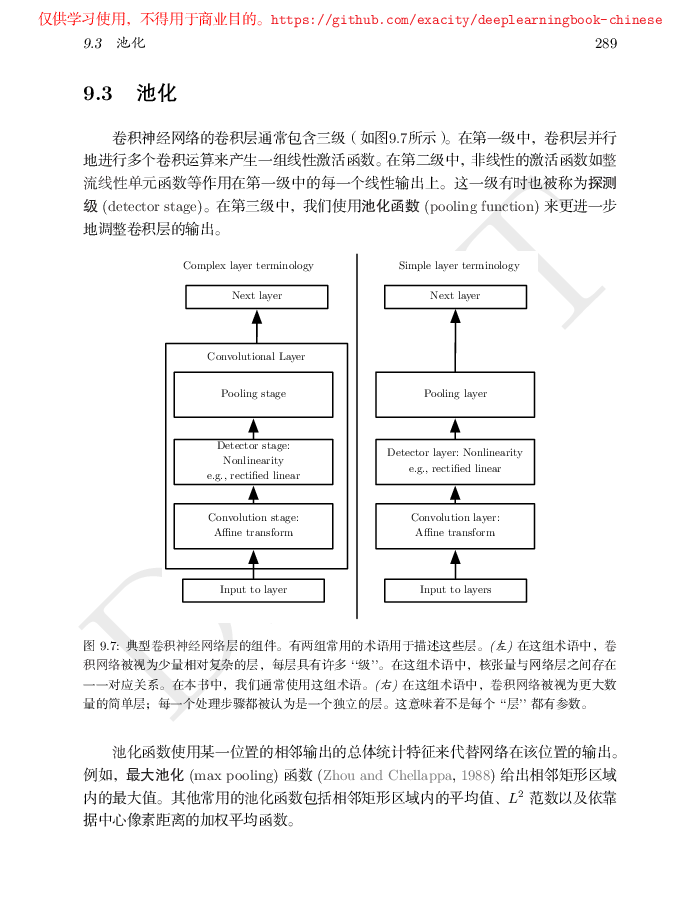 仅供学习使用，不得用于商业目的。https://github.com/exacity/deeplearningbook-chinese
9.3 池化 289
9.3 池化
卷积神经网络的卷积层通常包含三级（如图9.7所示）。在第一级中，卷积层并行
地进行多个卷积运算来产生一组线性激活函数。在第二级中，非线性的激活函数如整
流线性单元函数等作用在第一级中的每一个线性输出上。这一级有时也被称为探测
级 (detector stage)。在第三级中，我们使用池化函数 (pooling function) 来更进一步
地调整卷积层的输出。
Complex layer terminology
Next layer
Convolutional Layer
Pooling stage
Detector stage:
Nonlinearity
e.g., rectified linear
Convolution stage:
Affine transform
Input to layer
Simple layer terminology
Next layer
Pooling layer
Detector layer: Nonlinearity
e.g., rectified linear
Convolution layer:
Affine transform
Input to layers
图 9.7: 典型卷积神经网络层的组件。有两组常用的术语用于描述这些层。(左) 在这组术语中，卷
积网络被视为少量相对复杂的层，每层具有许多 ‘‘级’’。在这组术语中，核张量与网络层之间存在
一一对应关系。在本书中，我们通常使用这组术语。(右) 在这组术语中，卷积网络被视为更大数
量的简单层；每一个处理步骤都被认为是一个独立的层。这意味着不是每个 ‘‘层’’ 都有参数。
池化函数使用某一位置的相邻输出的总体统计特征来代替网络在该位置的输出。
例如，最大池化 (max pooling) 函数 (Zhou and Chellappa, 1988) 给出相邻矩形区域
内的最大值。其他常用的池化函数包括相邻矩形区域内的平均值、L² 范数以及依靠
据中心像素距离的加权平均函数。